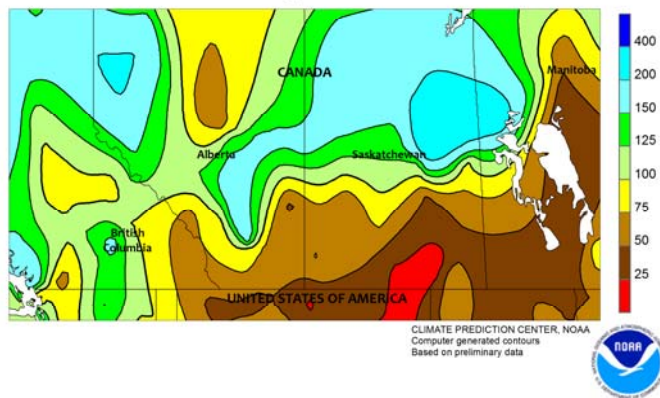 CANADA
Manitoba
Alberta
Saskatchewan
British
Columbia
UNITED STATES OF AMERICA
400
200
150
125
100
75
50
25
CLIMATE PREDICTION CENTER, NOAA
Computer generated contours
Based on preliminary data
NOAA